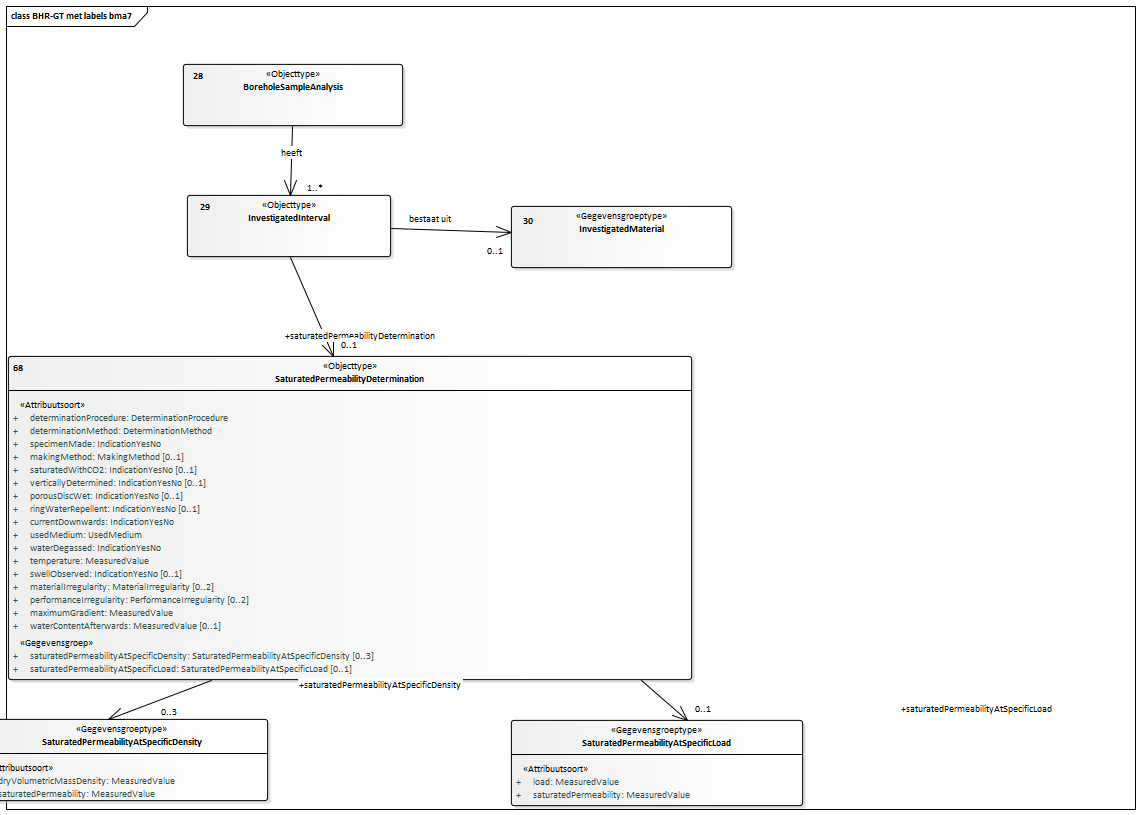 class BHR-GT met labels bma7
28
«Objecttype»
BoreholeSampleAnalysis
heeft
1..*
29
«Objecttype»
InvestigatedInterval
bestaat uit
0..1
30
«Gegevensgroeptype»
InvestigatedMaterial
+saturatedPermeabilityDetermination
0..1
68
«Objecttype»
SaturatedPermeabilityDetermination
«Attribuutsoort»
+ determinationProcedure: DeterminationProcedure
+ determinationMethod: DeterminationMethod
+ specimenMade: IndicationYesNo
+ makingMethod: MakingMethod [0..1]
+ saturatedWithCO2: IndicationYesNo [0..1]
+ verticallyDetermined: IndicationYesNo [0..1]
+ porousDiscWet: IndicationYesNo [0..1]
+ ringWaterRepellent: IndicationYesNo [0..1]
+ currentDownwards: IndicationYesNo
+ usedMedium: UsedMedium
+ waterDegassed: IndicationYesNo
+ temperature: MeasuredValue
+ swellObserved: IndicationYesNo [0..1]
+ materialIrregularity: MaterialIrregularity [0..2]
+ performanceIrregularity: PerformanceIrregularity [0..2]
+ maximumGradient: MeasuredValue
+ waterContentAfterwards: MeasuredValue [0..1]
«Gegevensgroep»
+ saturatedPermeabilityAtSpecificDensity: SaturatedPermeabilityAtSpecificDensity [0..3]
+ saturatedPermeabilityAtSpecificLoad: SaturatedPermeabilityAtSpecificLoad [0..1]
+saturatedPermeabilityAtSpecificDensity
0..3
0..1
+saturatedPermeabilityAtSpecificLoad
«Gegevensgroeptype»
SaturatedPermeabilityAtSpecificDensity
ttribuutsoort»
dryVolumetricMassDensity: MeasuredValue
saturatedPermeability: MeasuredValue
«Gegevensgroeptype»
SaturatedPermeabilityAtSpecificLoad
«Attribuutsoort»
+ load: MeasuredValue
+ saturatedPermeability: MeasuredValue